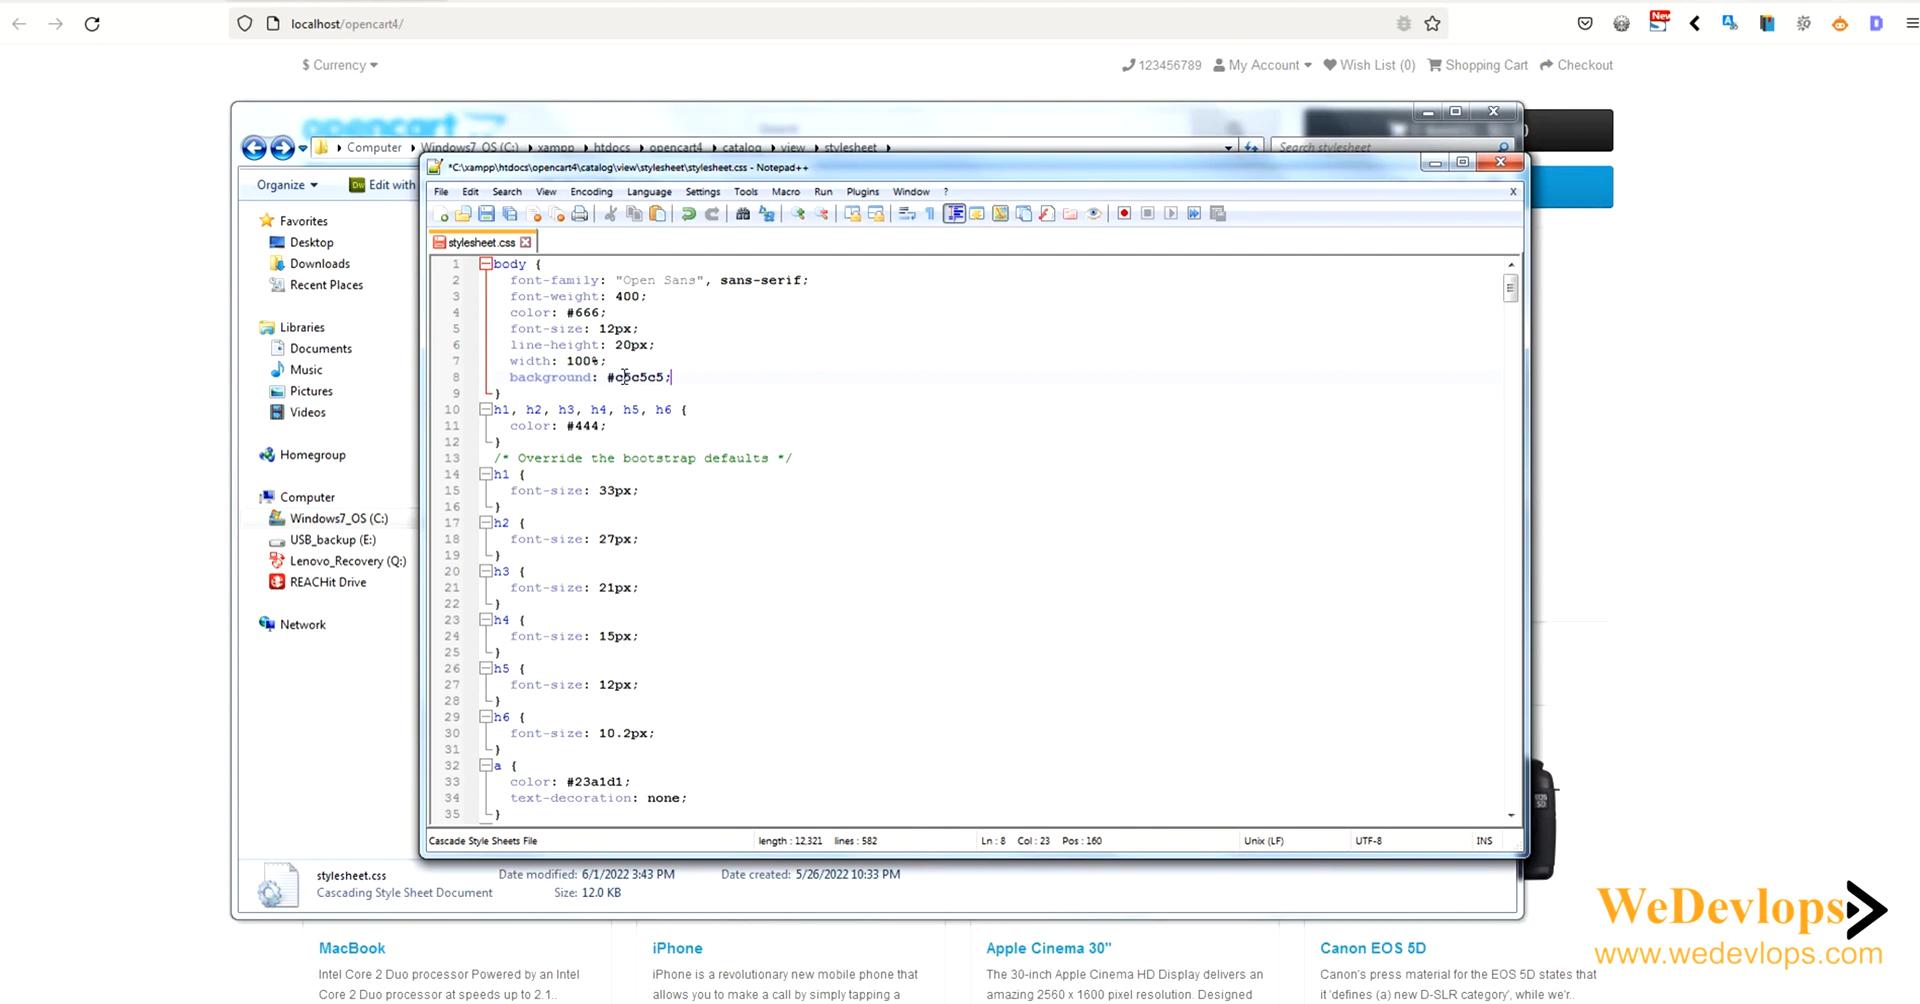 localhost/opencart4/
New
$ Currency
123456789 My Account Wish List (0) Shopping Cart Checkout
opencart
Computer Windows7_OS (C:) xampp htdocs opencart4 catalog view stylesheet
Search stylesheet
*C:\xampp\htdocs\opencart4\catalog\view\stylesheet\stylesheet.css - Notepad++
Organize
Edit with
File Edit Search View Encoding Language Settings Tools Macro Run Plugins Window ? X
stylesheet.css
Favorites
Desktop
Downloads
Recent Places
Libraries
Documents
Music
Pictures
Videos
Homegroup
Computer
Windows7_OS (C:)
USB_backup (E:)
Lenovo_Recovery (Q:)
REACHit Drive
Network
1 body {
2 font-family: "Open Sans", sans-serif;
3 font-weight: 400;
4 color: #666;
5 font-size: 12px;
6 line-height: 20px;
7 width: 100%;
8 background: #c5c5c5;
9 }
10 h1, h2, h3, h4, h5, h6 {
11 color: #444;
12 }
13 /* Override the bootstrap defaults */
14 h1 {
15 font-size: 33px;
16 }
17 h2 {
18 font-size: 27px;
19 }
20 h3 {
21 font-size: 21px;
22 }
23 h4 {
24 font-size: 15px;
25 }
26 h5 {
27 font-size: 12px;
28 }
29 h6 {
30 font-size: 10.2px;
31 }
32 a {
33 color: #23a1d1;
34 text-decoration: none;
35 }
Cascade Style Sheets File length : 12,321 lines : 582 Ln : 8 Col : 23 Pos : 160 Unix (LF) UTF-8 INS
stylesheet.css Date modified: 6/1/2022 3:43 PM Date created: 5/26/2022 10:33 PM
Cascading Style Sheet Document Size: 12.0 KB
EOS
5D
WeDevlops
www.wedevlops.com
MacBook
Intel Core 2 Duo processor Powered by an Intel
Core 2 Duo processor at speeds up to 2.1..
iPhone
iPhone is a revolutionary new mobile phone that
allows you to make a call by simply tapping a
Apple Cinema 30"
The 30-inch Apple Cinema HD Display delivers an
amazing 2560 x 1600 pixel resolution. Designed
Canon EOS 5D
Canon's press material for the EOS 5D states that
it 'defines (a) new D-SLR category', while we'r..